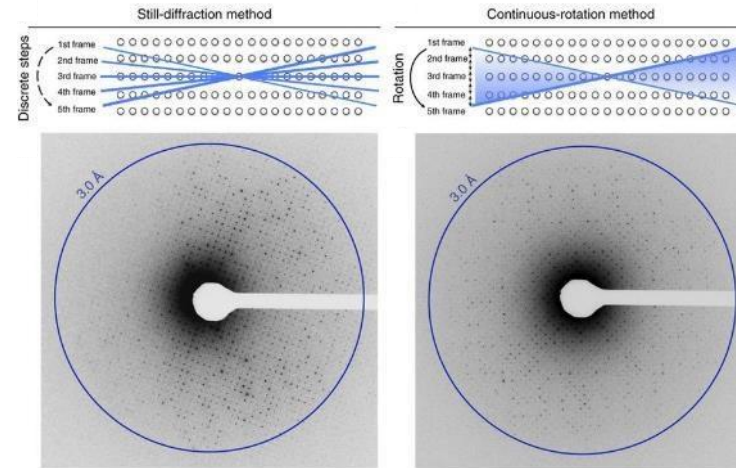 Still-diffraction method
Discrete steps
1st frame
2nd frame
3rd frame
4th frame
5th frame
3.0 Å
Continuous-rotation method
Rotation
1st frame
2nd frame
3rd frame
4th frame
5th frame
3.0 Å